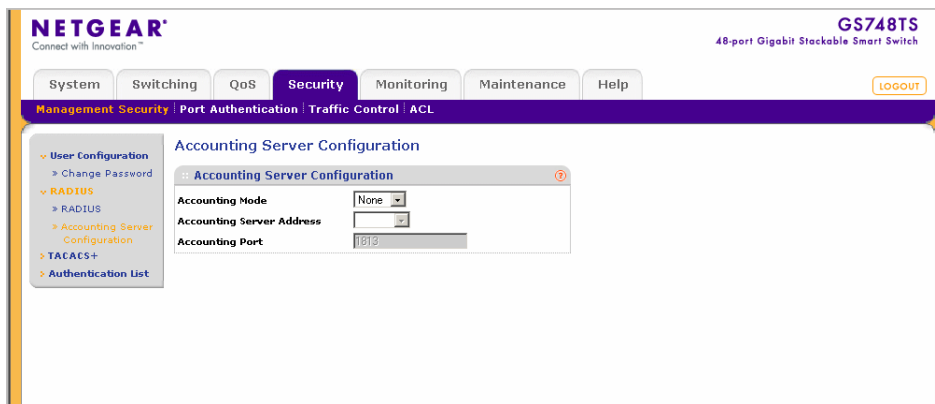 NETGEAR®
Connect with Innovation™
GS748TS
48-port Gigabit Stackable Smart Switch
System Switching QoS Security Monitoring Maintenance Help
LOGOUT
Management Security Port Authentication Traffic Control ACL
User Configuration
» Change Password
RADIUS
» RADIUS
» Accounting Server
Configuration
> TACACS+
> Authentication List
Accounting Server Configuration
Accounting Server Configuration ?
Accounting Mode None
Accounting Server Address
Accounting Port 1813